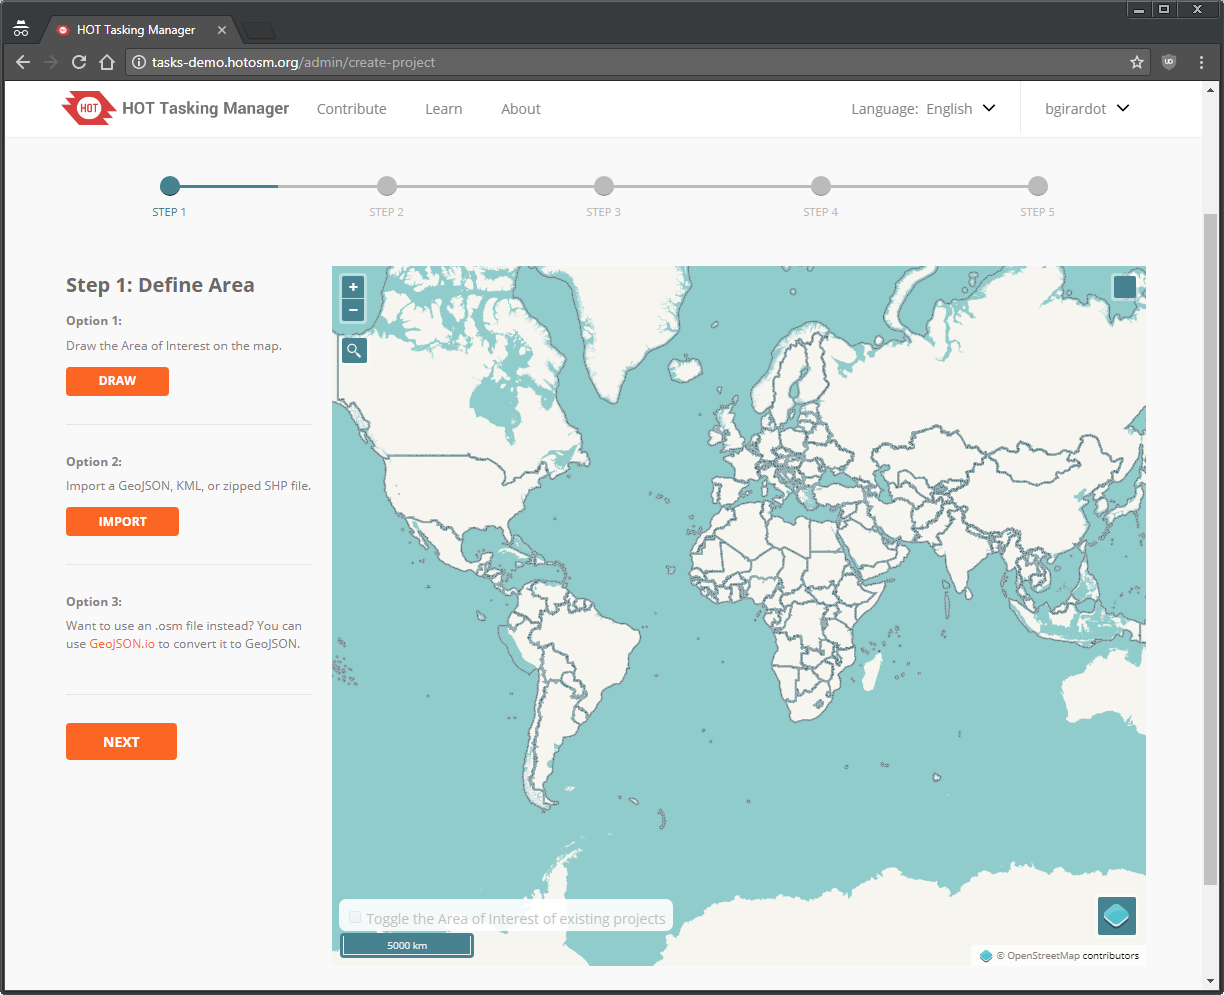 HOT Tasking Manager
tasks-demo.hotosm.org/admin/create-project
HOT
HOT Tasking Manager
Contribute
Learn
About
Language: English
bgirardot
STEP 1
STEP 2
STEP 3
STEP 4
STEP 5
Step 1: Define Area
Option 1:
Draw the Area of Interest on the map.
DRAW
Option 2:
Import a GeoJSON, KML, or zipped SHP file.
IMPORT
Option 3:
Want to use an .osm file instead? You can
use GeoJSON.io to convert it to GeoJSON.
NEXT
+
−
Toggle the Area of Interest of existing projects
5000 km
© OpenStreetMap contributors